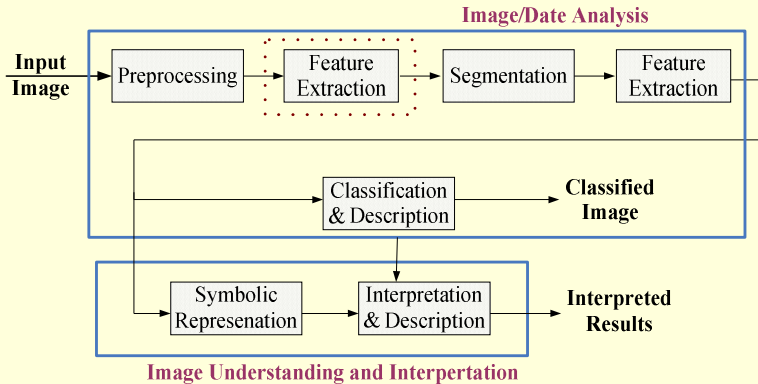 Image/Date Analysis
Input
Image
Preprocessing
Feature
Extraction
Segmentation
Feature
Extraction
Classification
& Description
Classified
Image
Symbolic
Represenation
Interpretation
& Description
Interpreted
Results
Image Understanding and Interpertation